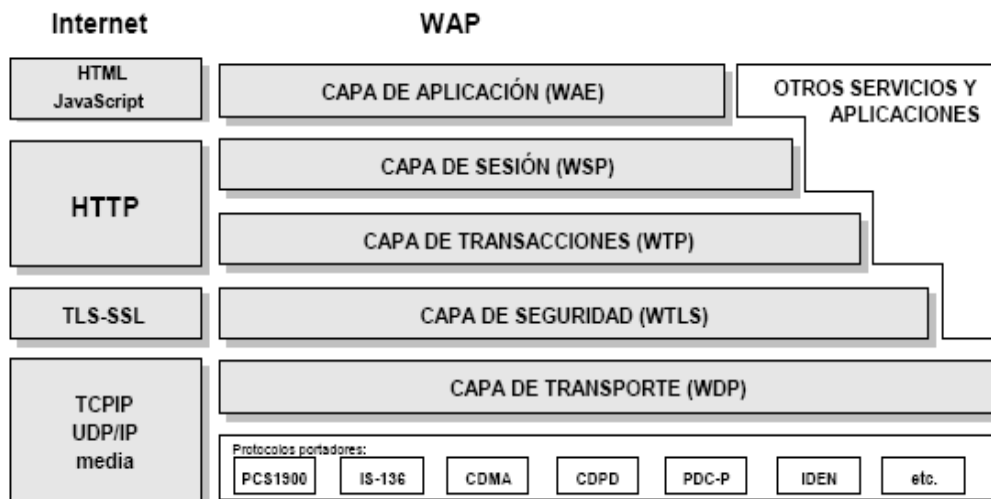 Internet
WAP
HTML
JavaScript
CAPA DE APLICACIÓN (WAE)
OTROS SERVICIOS Y
APLICACIONES
HTTP
CAPA DE SESIÓN (WSP)
CAPA DE TRANSACCIONES (WTP)
TLS-SSL
CAPA DE SEGURIDAD (WTLS)
TCPIP
UDP/IP
media
CAPA DE TRANSPORTE (WDP)
Protocolos portadores:
PCS1900
IS-136
CDMA
CDPD
PDC-P
IDEN
etc.